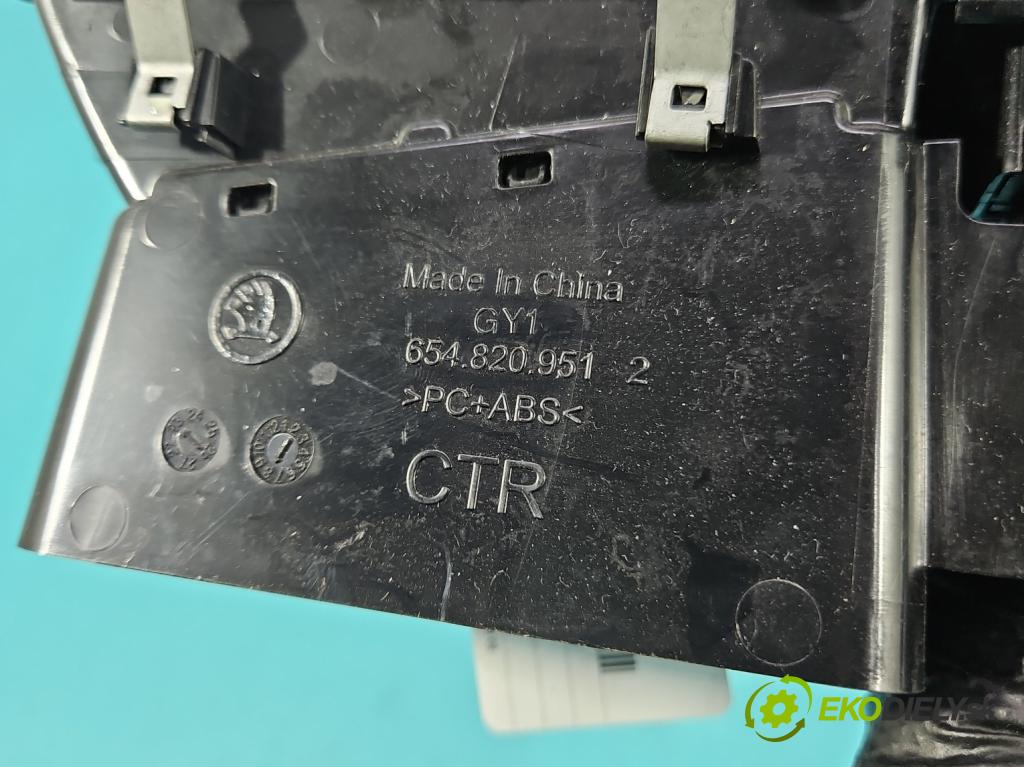 Made In China
GY1
654.820.951 2
>PC+ABS<
CTR
EKODIELY